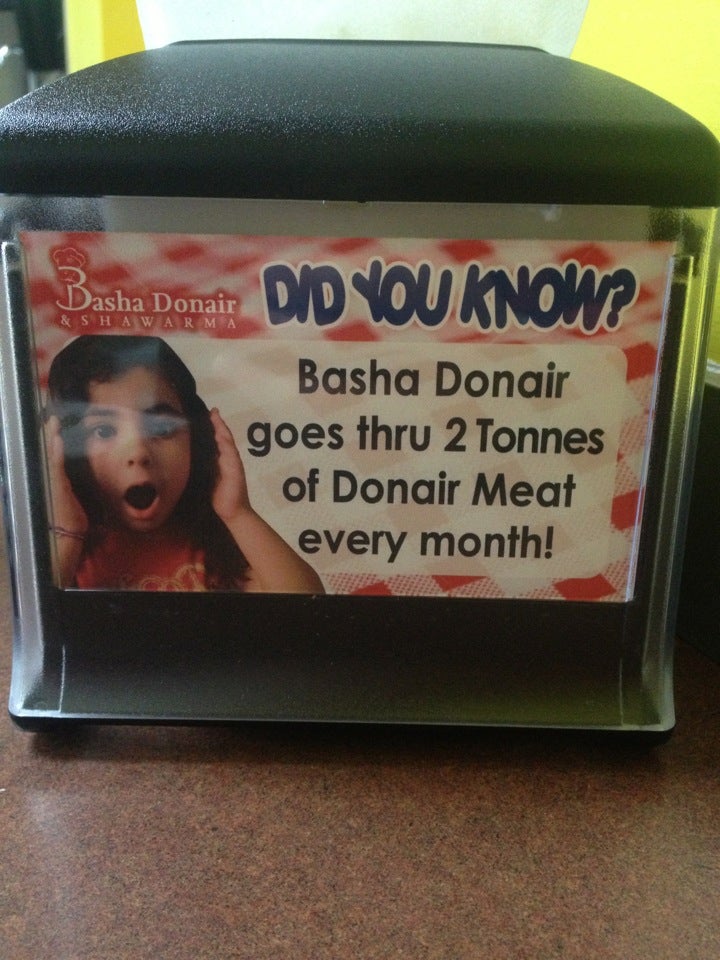 Basha Donair
& SHAWARMA
DID YOU KNOW?
Basha Donair
goes thru 2 Tonnes
of Donair Meat
every month!